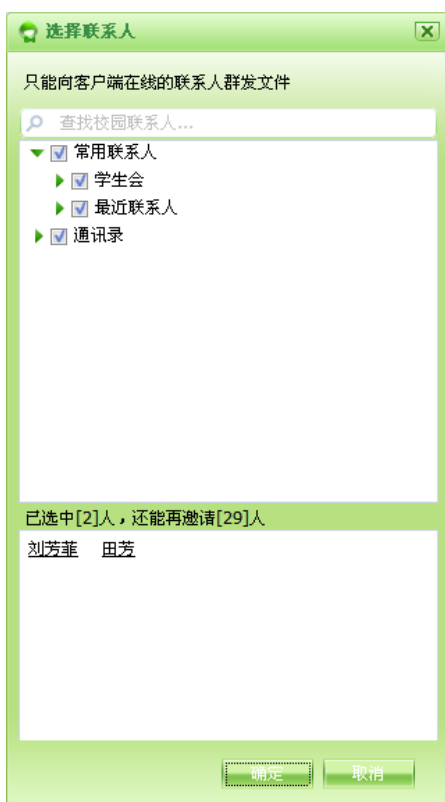 选择联系人
只能向客户端在线的联系人群发文件
查找校园联系人...
常用联系人
学生会
最近联系人
通讯录
已选中[2]人，还能再邀请[29]人
刘芳菲 田芳
确定 取消